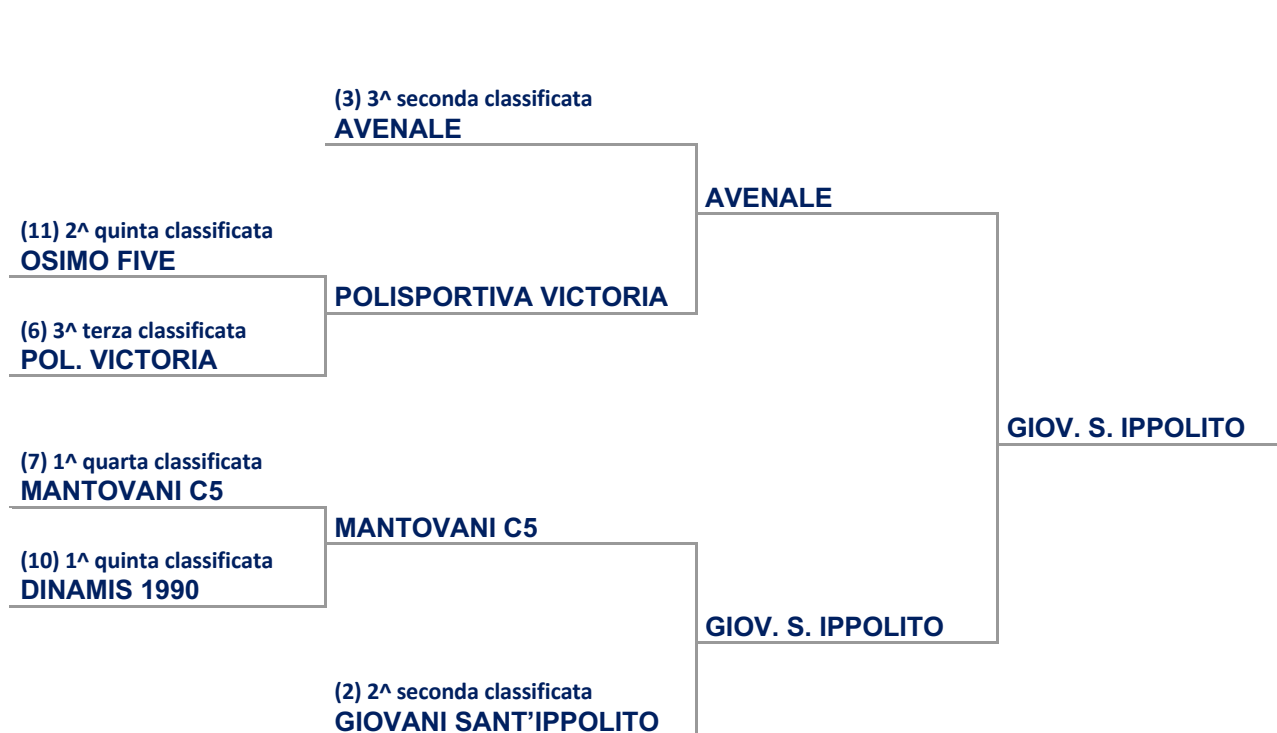 (3) 3^ seconda classificata
AVENALE
AVENALE
(11) 2^ quinta classificata
OSIMO FIVE
POLISPORTIVA VICTORIA
(6) 3^ terza classificata
POL. VICTORIA
GIOV. S. IPPOLITO
(7) 1^ quarta classificata
MANTOVANI C5
MANTOVANI C5
(10) 1^ quinta classificata
DINAMIS 1990
GIOV. S. IPPOLITO
(2) 2^ seconda classificata
GIOVANI SANT’IPPOLITO